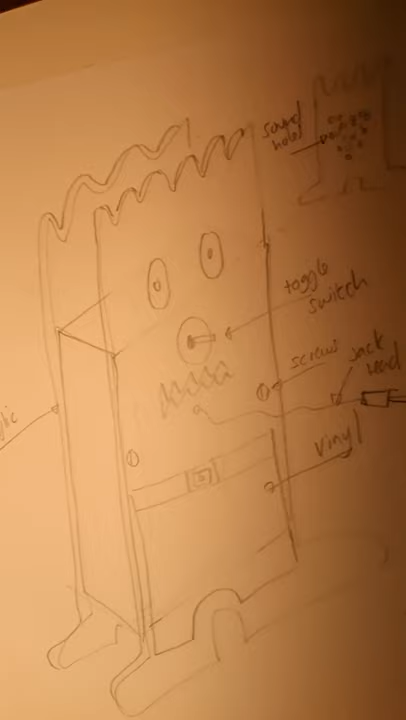 sound
holes
toggle
switch
screws
Jack
lead
vinyl